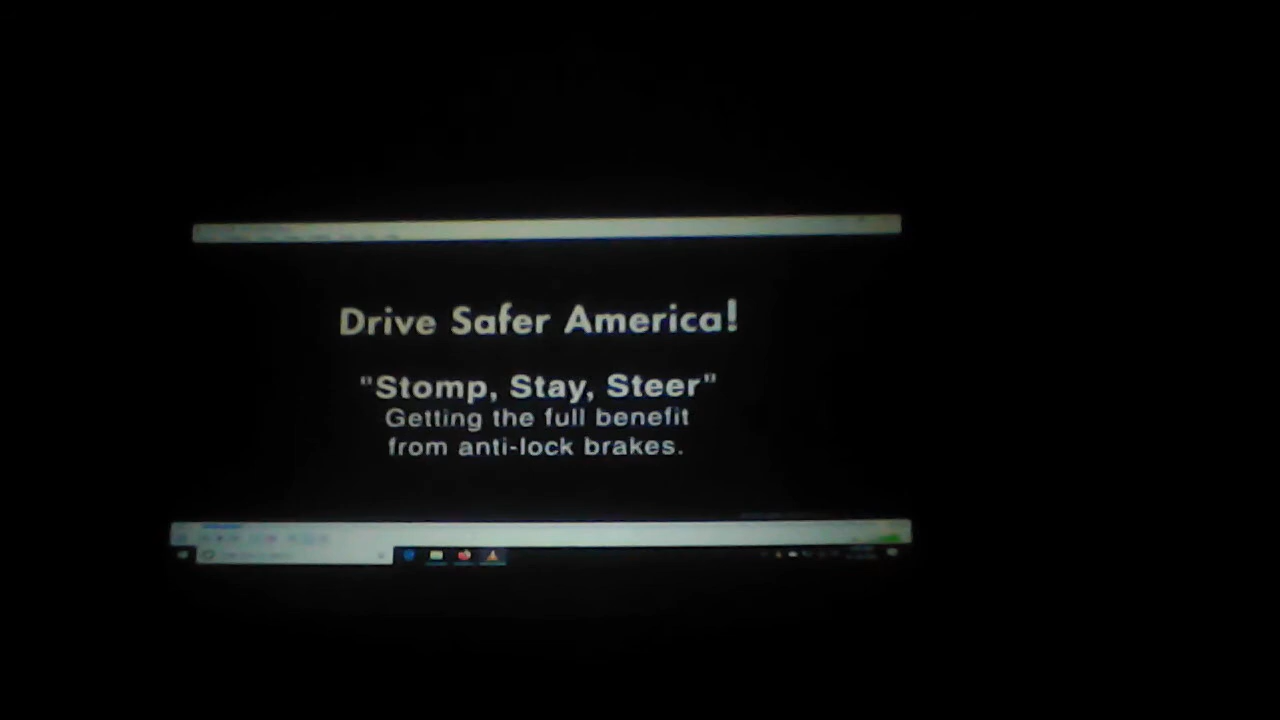 Drive Safer America!
"Stomp, Stay, Steer"
Getting the full benefit
from anti-lock brakes.